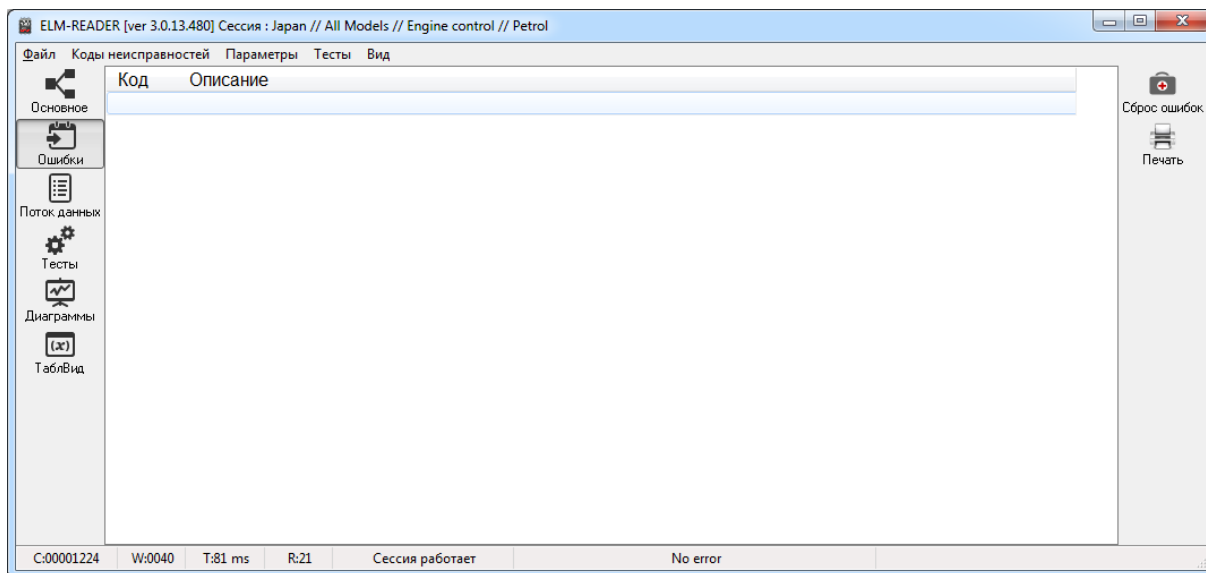 ELM-READER [ver 3.0.13.480] Сессия : Japan // All Models // Engine control // Petrol
Файл Коды неисправностей Параметры Тесты Вид
Основное
Ошибки
Поток данных
Тесты
Диаграммы
(x)
ТаблВид
Код Описание
Сброс ошибок
Печать
C:00001224 W:0040 T:81 ms R:21 Сессия работает No error